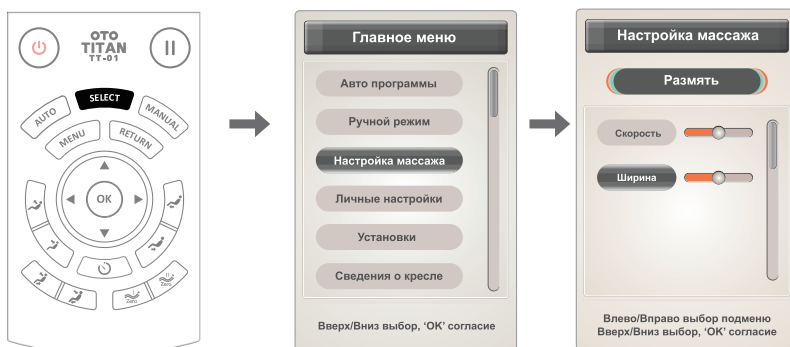 OTO
TITAN
TT-01
SELECT
AUTO
MANUAL
MENU
RETURN
OK
Zero
Zero
Главное меню
Авто программы
Ручной режим
Настройка массажа
Личные настройки
Установки
Сведения о кресле
Вверх/Вниз выбор, ‘OK’ согласие
Настройка массажа
Размять
Скорость
Ширина
Влево/Вправо выбор подменю
Вверх/Вниз выбор, ‘OK’ согласие